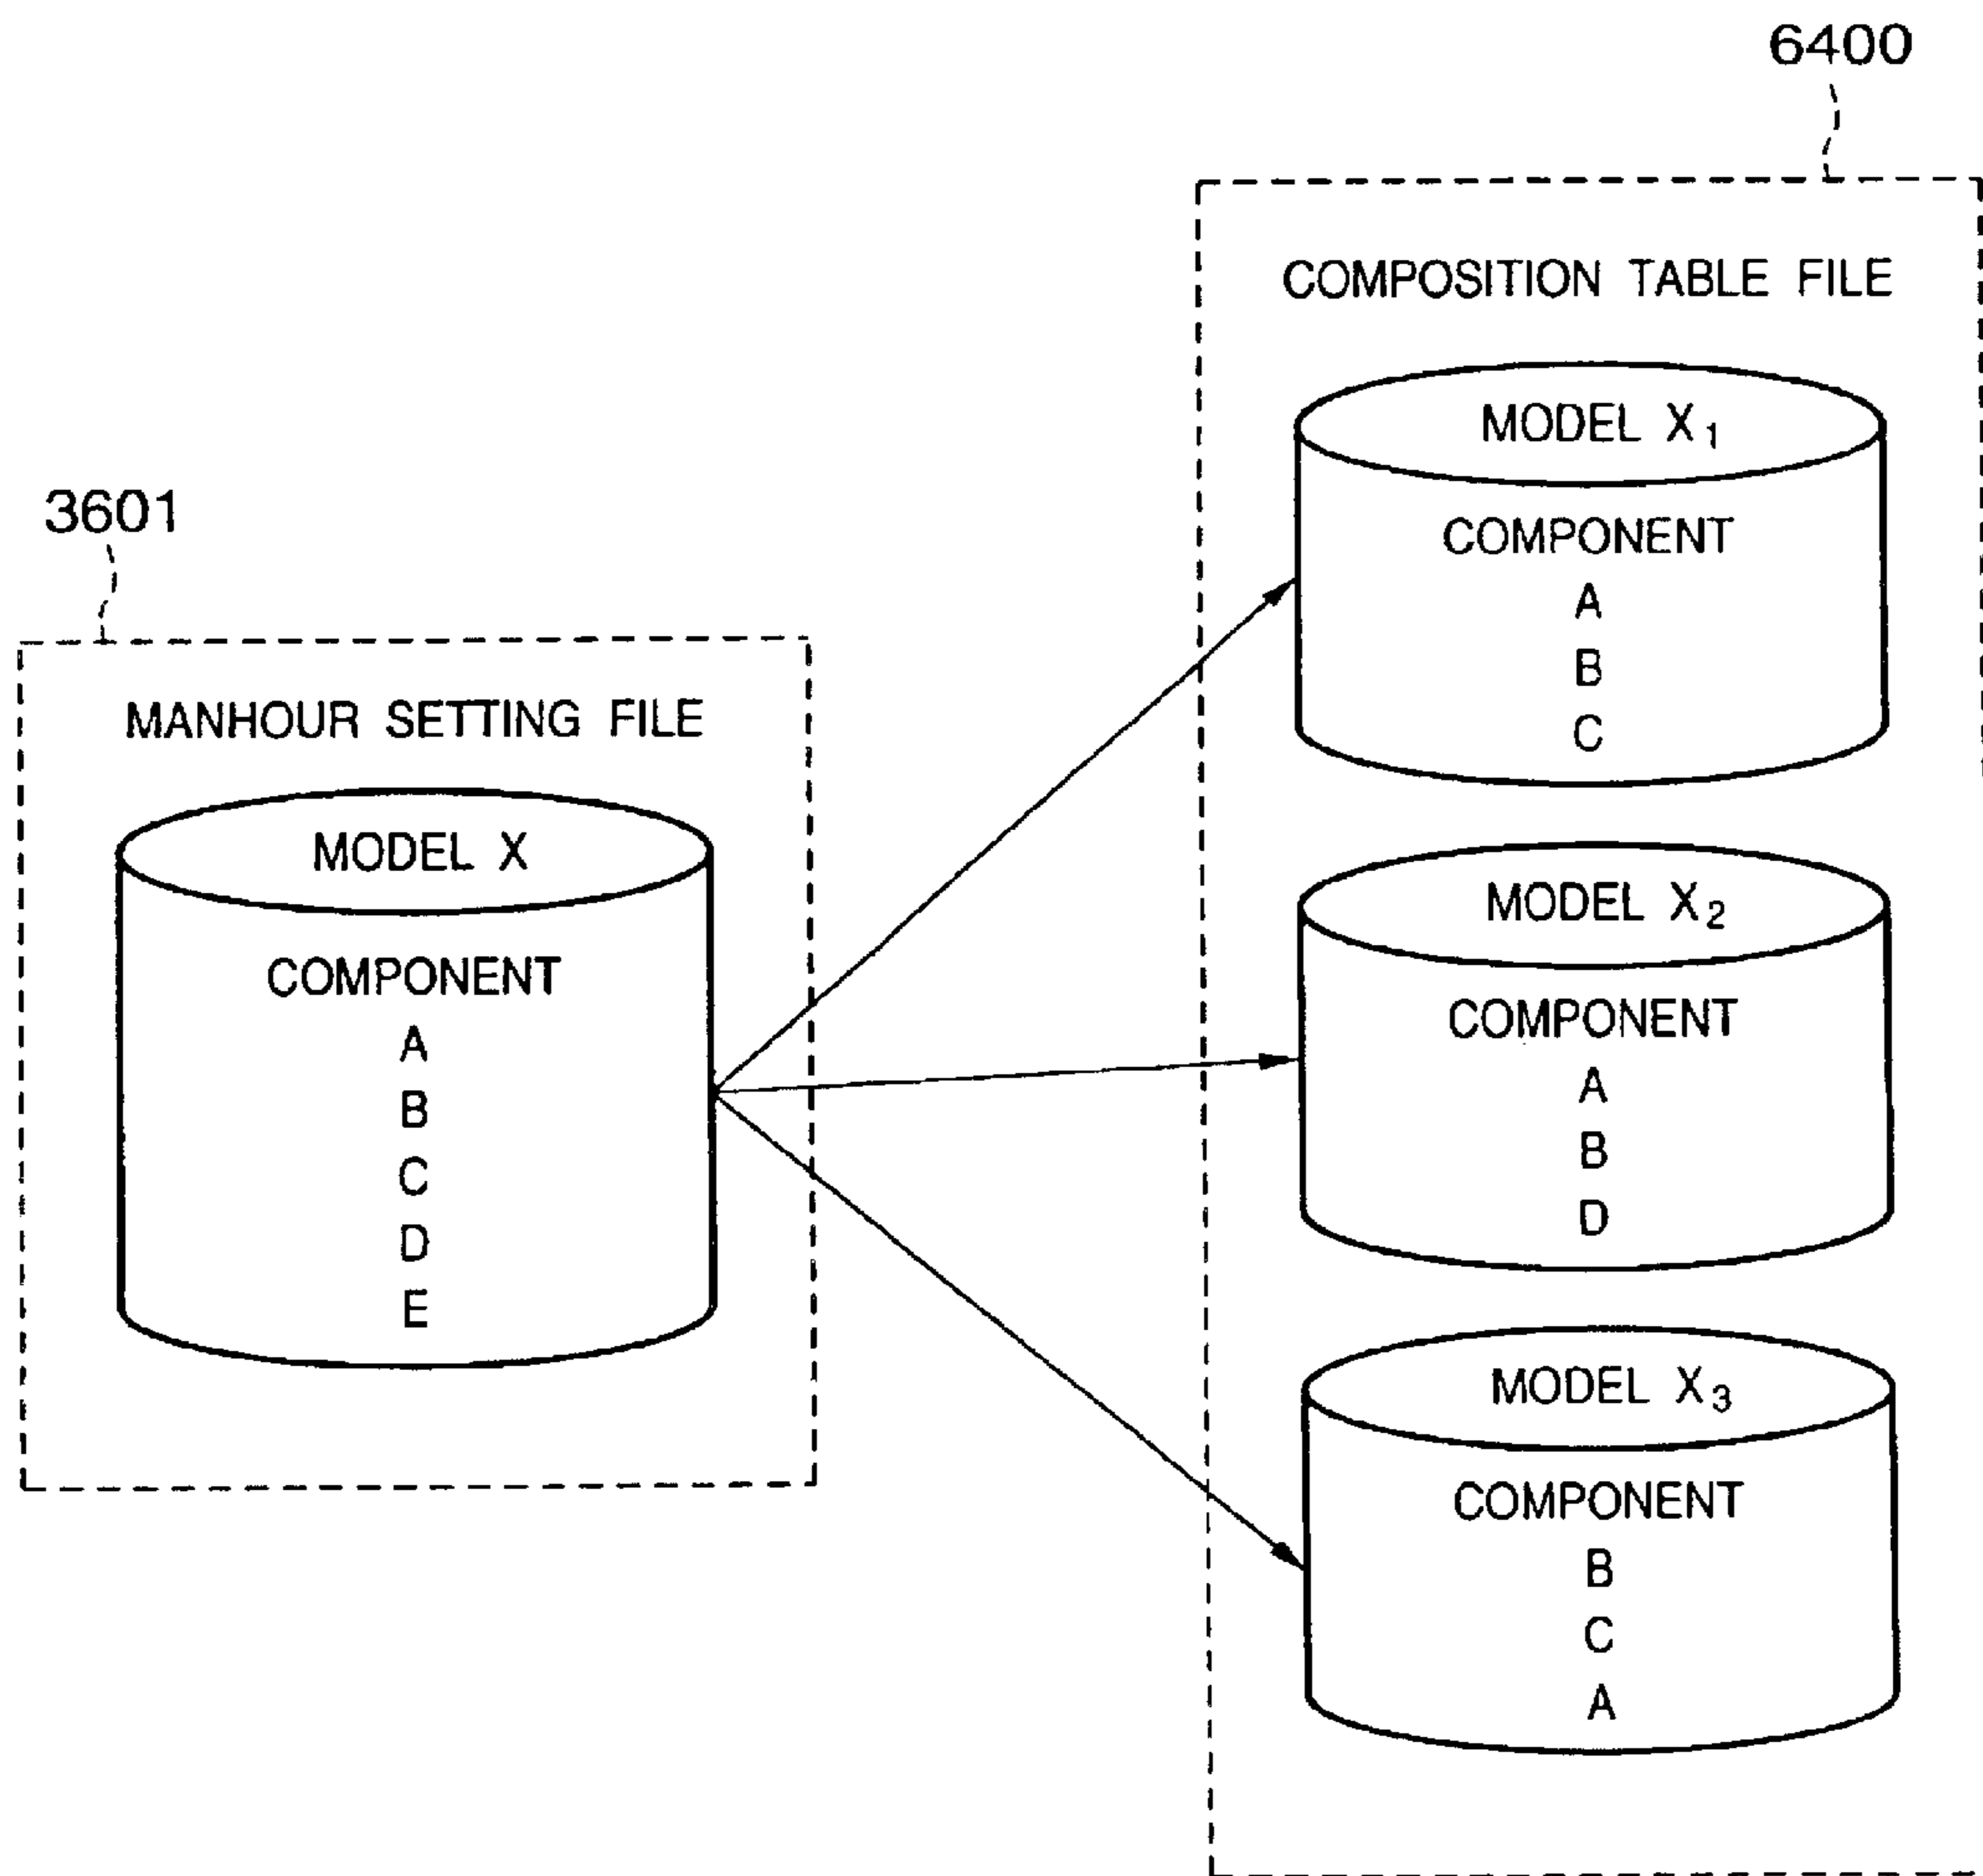 6400
COMPOSITION TABLE FILE
MODEL X₁
COMPONENT
A
B
C
MODEL X₂
COMPONENT
A
B
D
MODEL X₃
COMPONENT
B
C
A
3601
MANHOUR SETTING FILE
MODEL X
COMPONENT
A
B
C
D
E